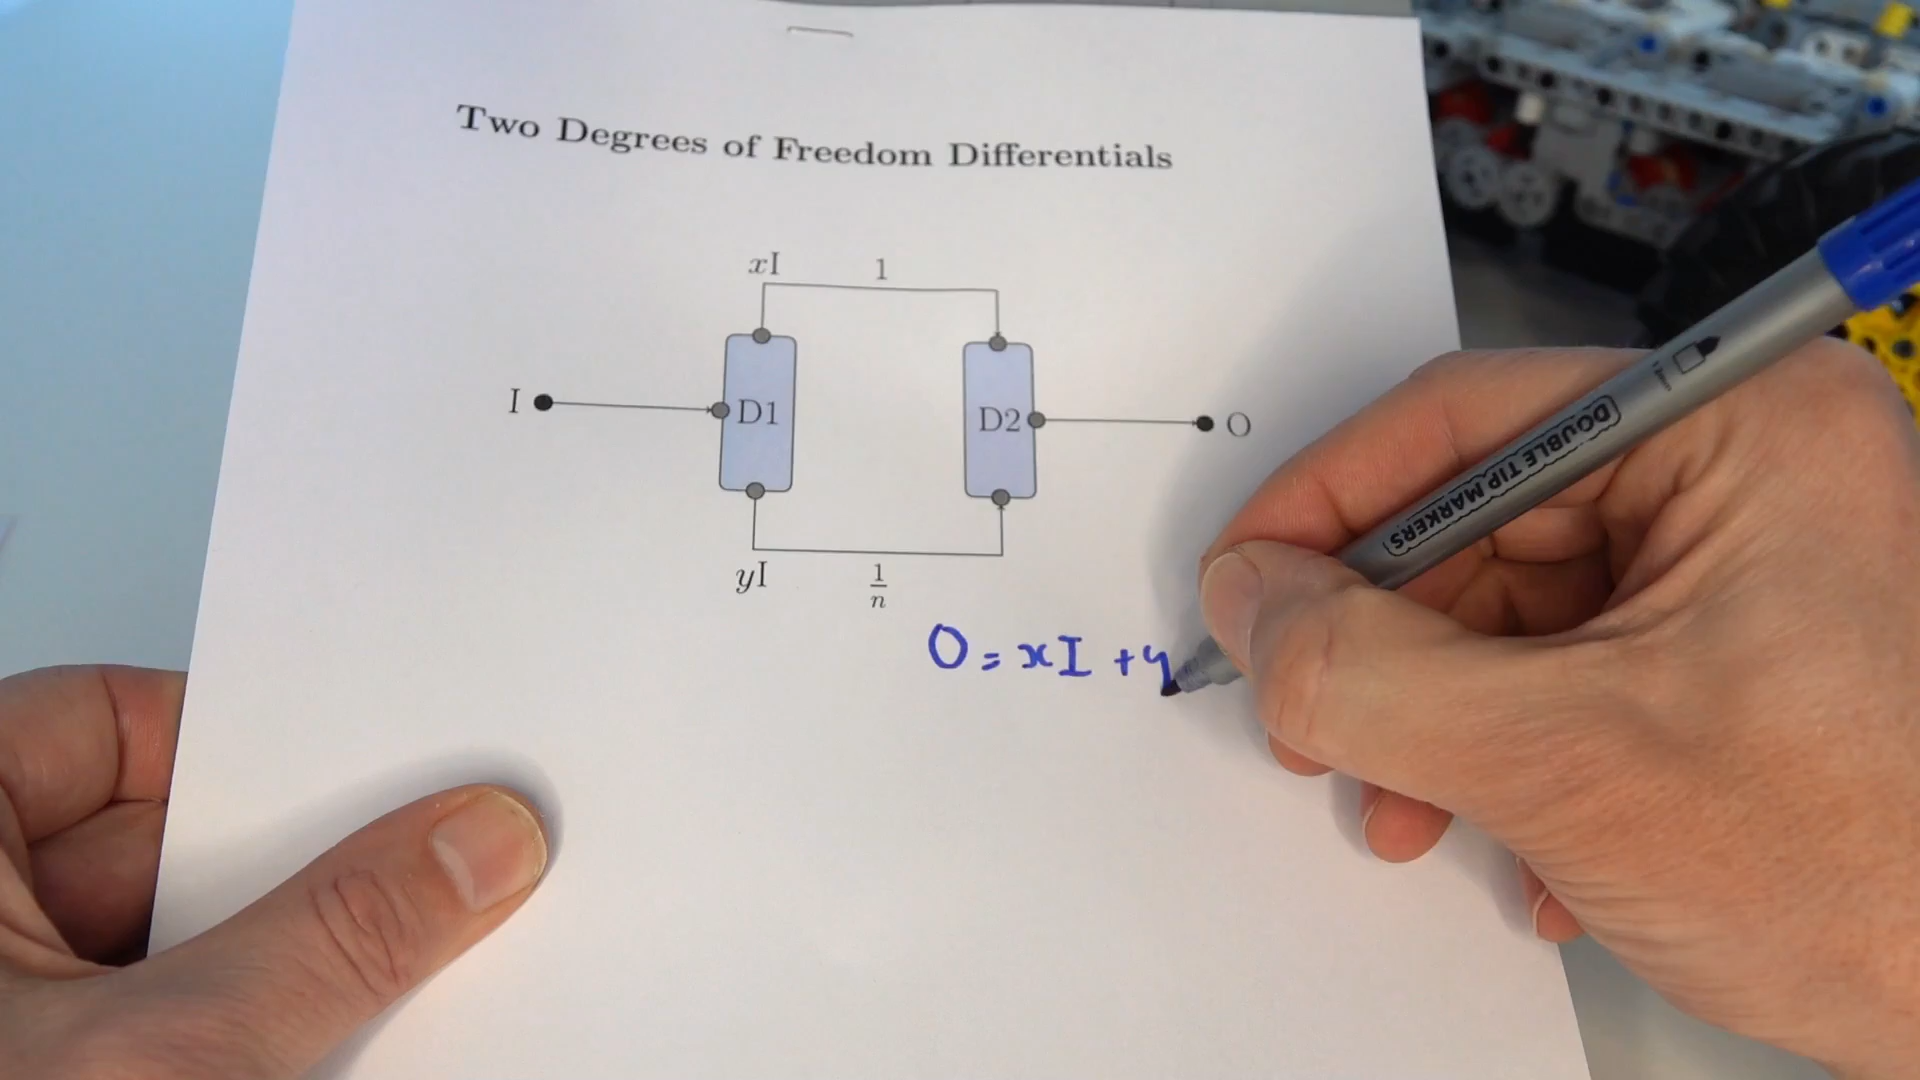 Two Degrees of Freedom Differentials
xI 1
I D1 D2 O
yI 1/n
O = xI + y
DOUBLE TIP MARKERS